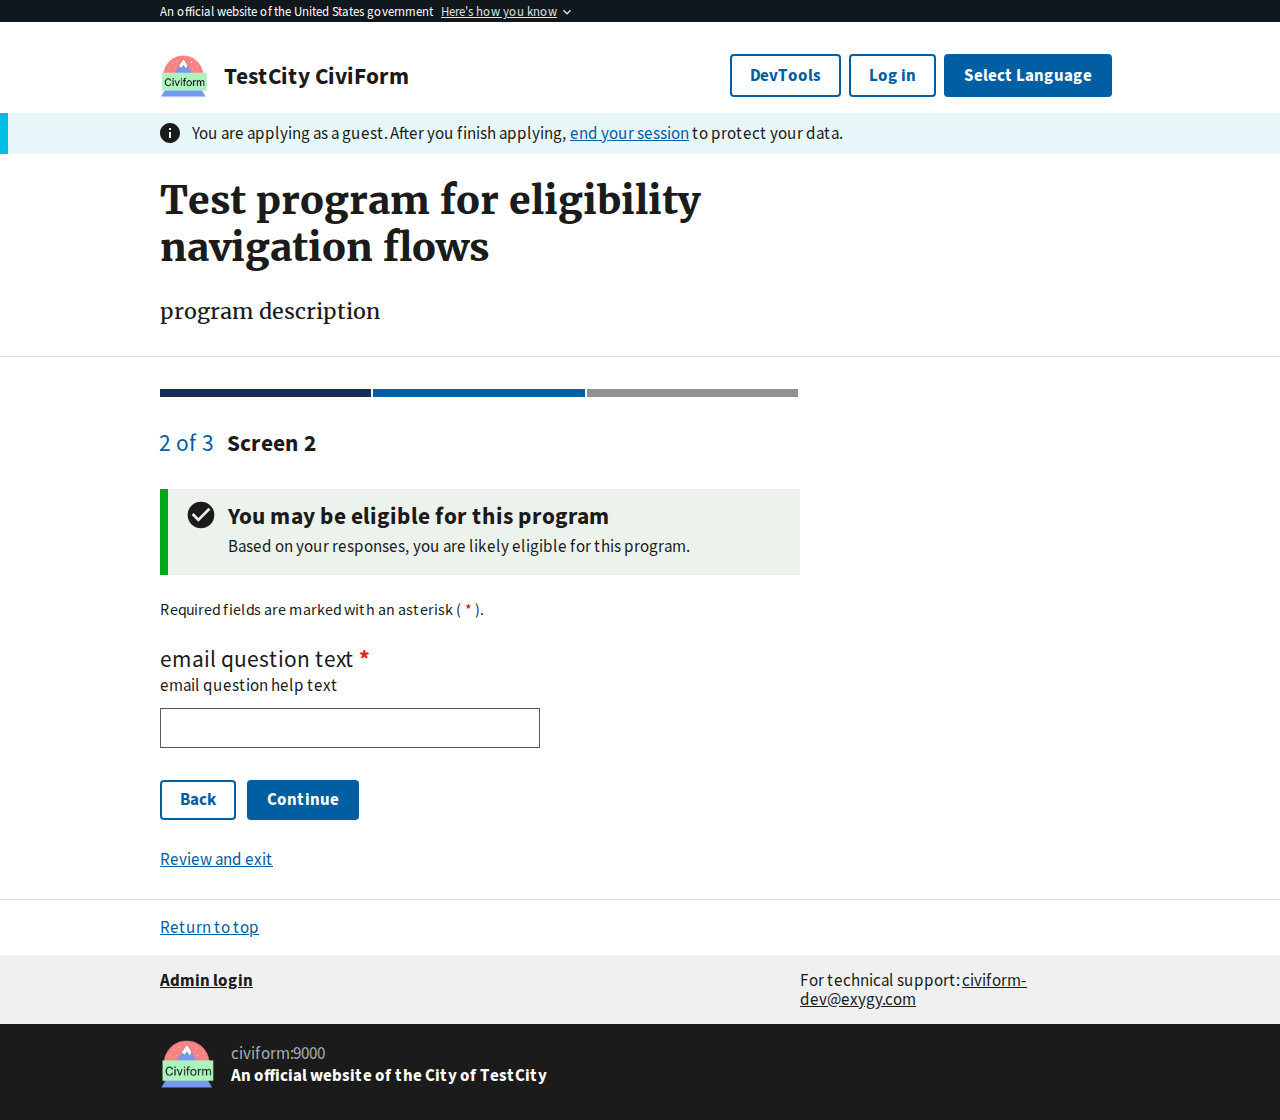 An official website of the United States government Here's how you know
Civiform TestCity CiviForm DevTools Log in Select Language
You are applying as a guest. After you finish applying, end your session to protect your data.
Test program for eligibility
navigation flows
program description
2 of 3 Screen 2
You may be eligible for this program
Based on your responses, you are likely eligible for this program.
Required fields are marked with an asterisk ( * ).
email question text *
email question help text
Back Continue
Review and exit
Return to top
Admin login For technical support: civiform-
dev@exygy.com
Civiform civiform:9000
An official website of the City of TestCity